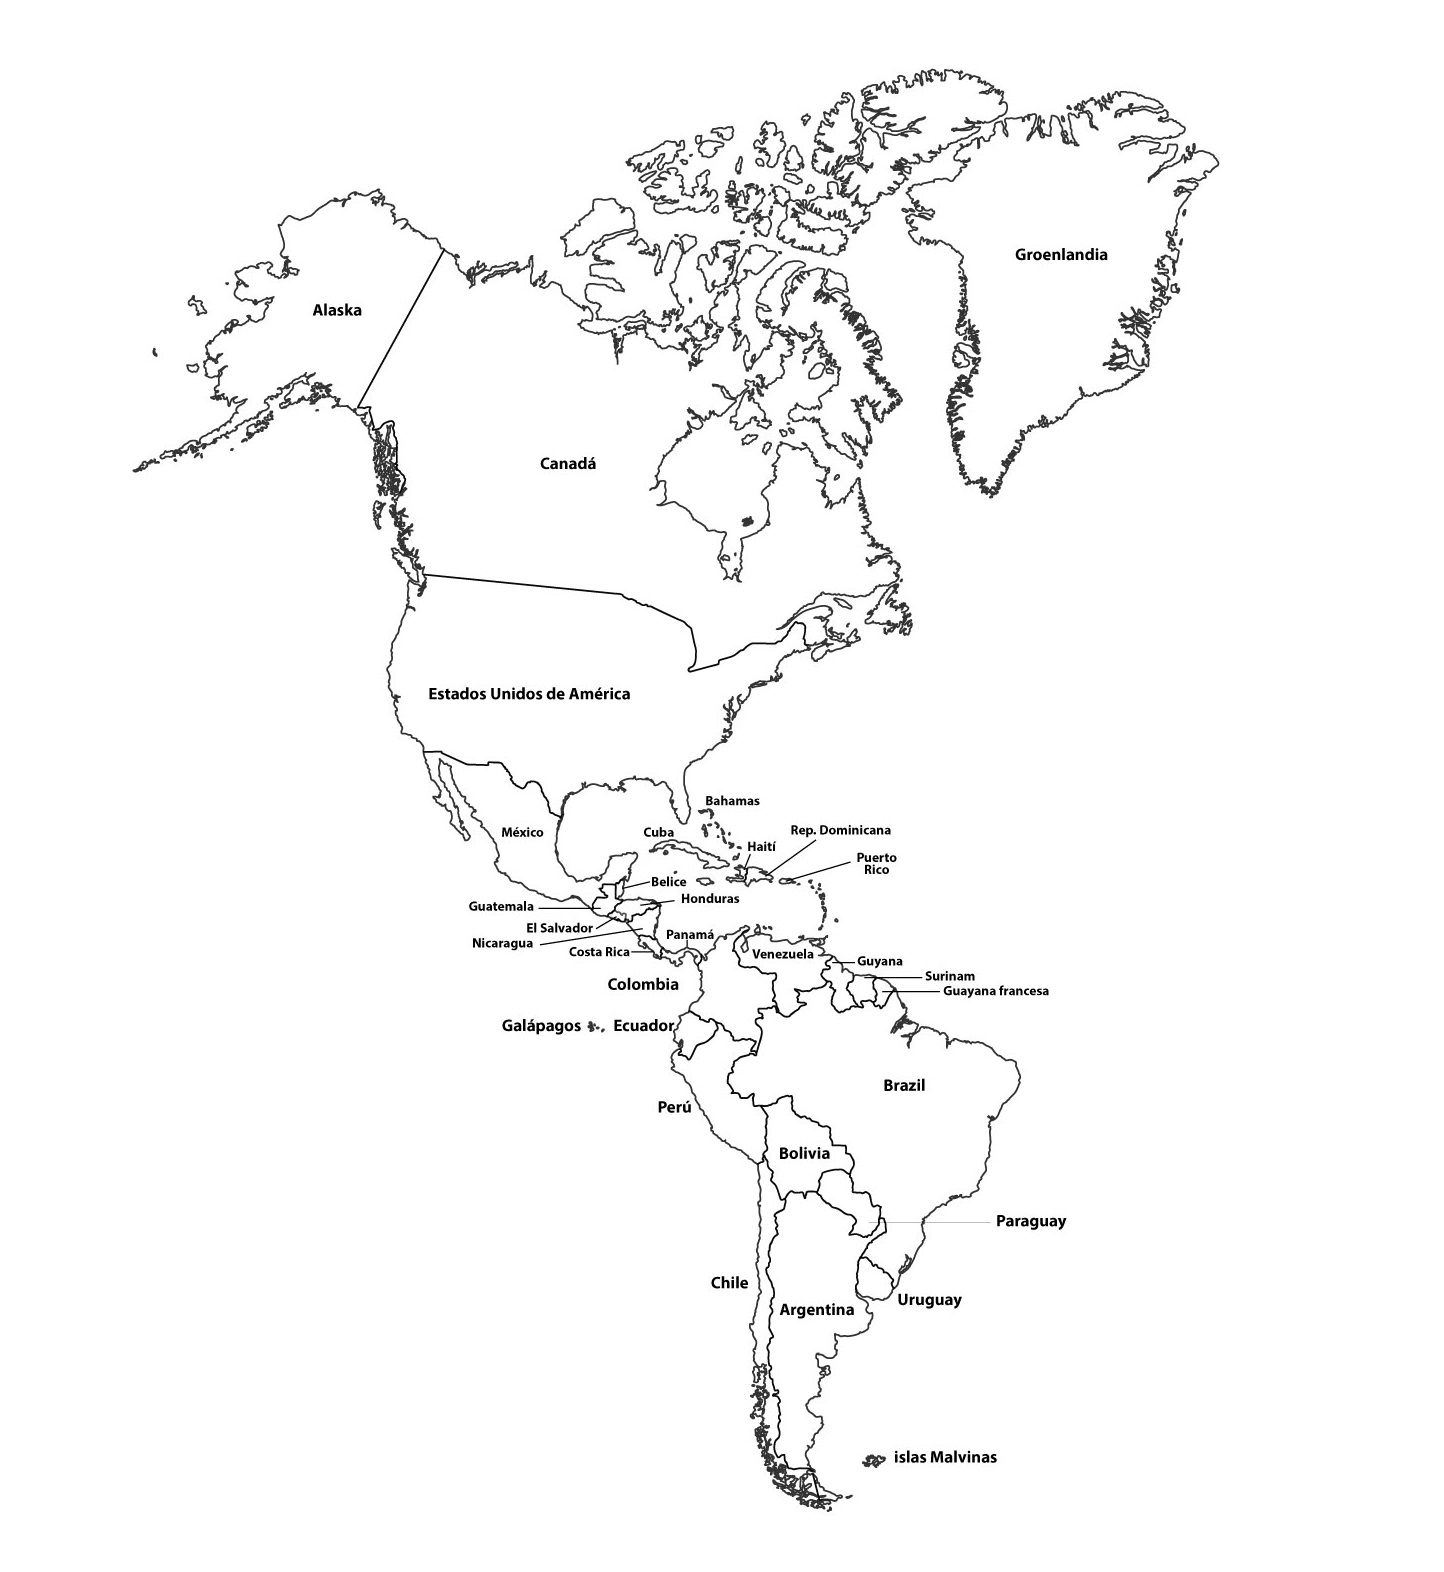 Groenlandia
Alaska
Canadá
Estados Unidos de América
Bahamas
México
Cuba
Rep. Dominicana
Haití
Puerto
Rico
Belice
Honduras
Guatemala
El Salvador
Nicaragua
Panamá
Costa Rica
Venezuela
Guyana
Surinam
Guayana francesa
Colombia
Galápagos
Ecuador
Brazil
Perú
Bolivia
Paraguay
Chile
Uruguay
Argentina
islas Malvinas